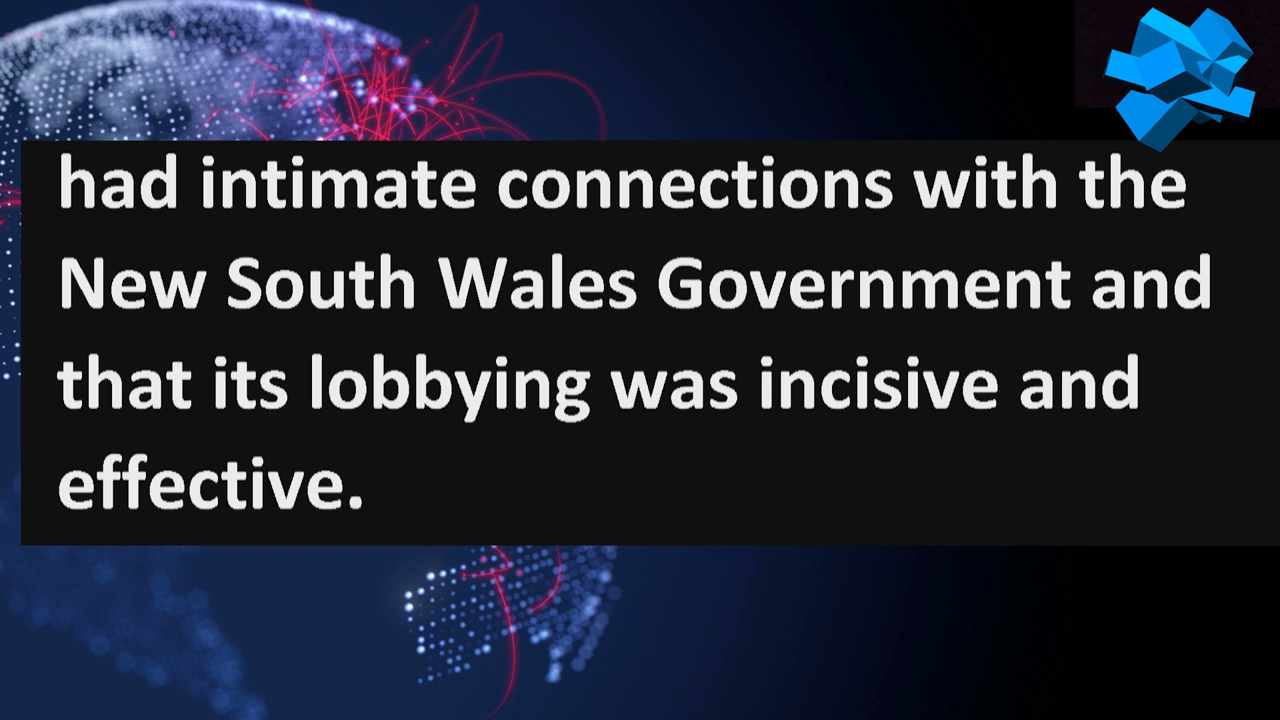 had intimate connections with the
New South Wales Government and
that its lobbying was incisive and
effective.